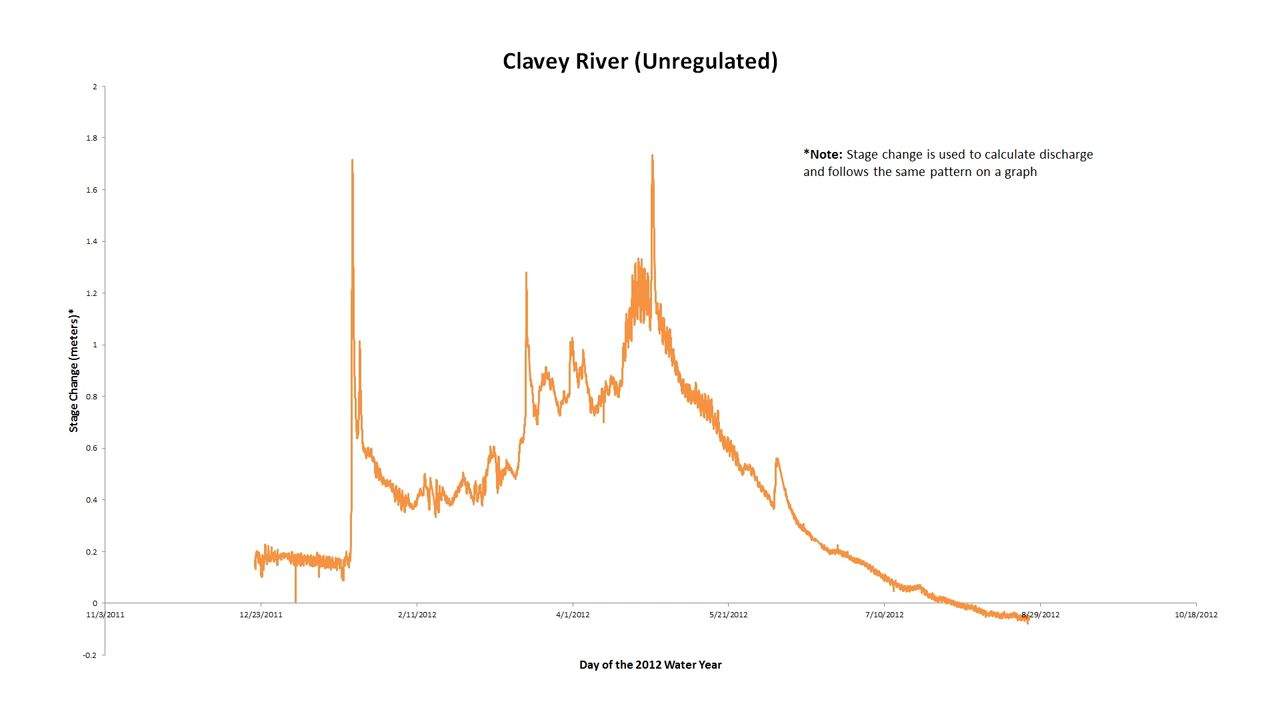 Clavey River (Unregulated)
2
1.8
*Note: Stage change is used to calculate discharge
and follows the same pattern on a graph
1.6
1.4
1.2
Stage Change (meters)*
1
0.8
0.6
0.4
0.2
0
11/3/2011 12/23/2011 2/11/2012 4/1/2012 5/21/2012 7/10/2012 8/29/2012 10/18/2012
-0.2
Day of the 2012 Water Year